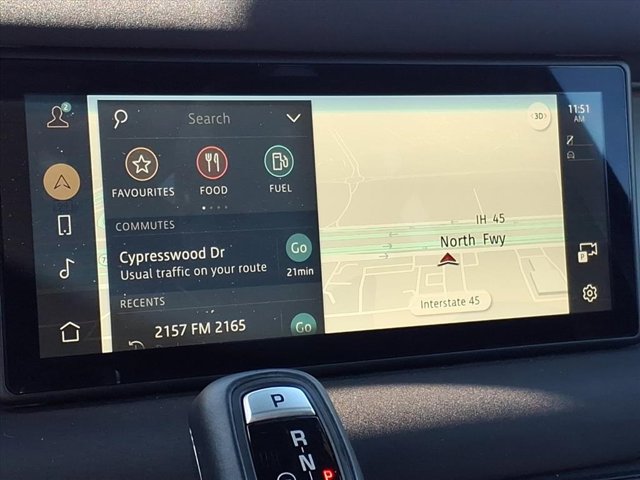 2
Search
FAVOURITES
FOOD
FUEL
COMMUTES
Cypresswood Dr
Usual traffic on your route
Go
21min
RECENTS
2157 FM 2165
Go
3D
IH 45
North Fwy
Interstate 45
11:51
AM
P
P
R
N
P